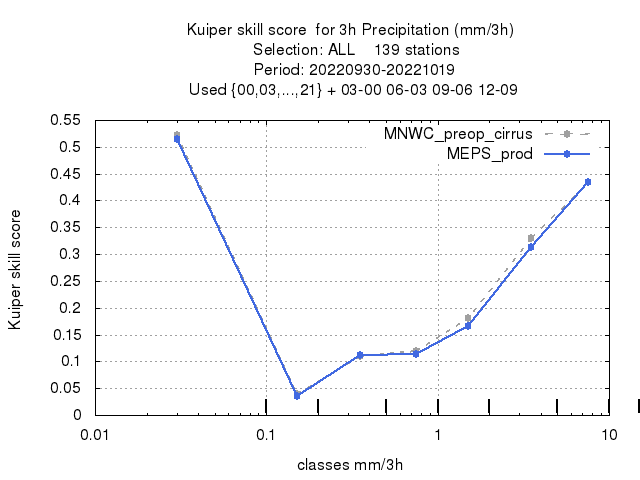 Kuiper skill score  for 3h Precipitation (mm/3h)
Selection: ALL    139 stations
Period: 20220930-20221019
Used {00,03,...,21} + 03-00 06-03 09-06 12-09
MNWC_preop_cirrus
MEPS_prod
0.55
0.5
0.45
0.4
0.35
0.3
0.25
0.2
0.15
0.1
0.05
0
Kuiper skill score
0.01 0.1 1 10
classes mm/3h